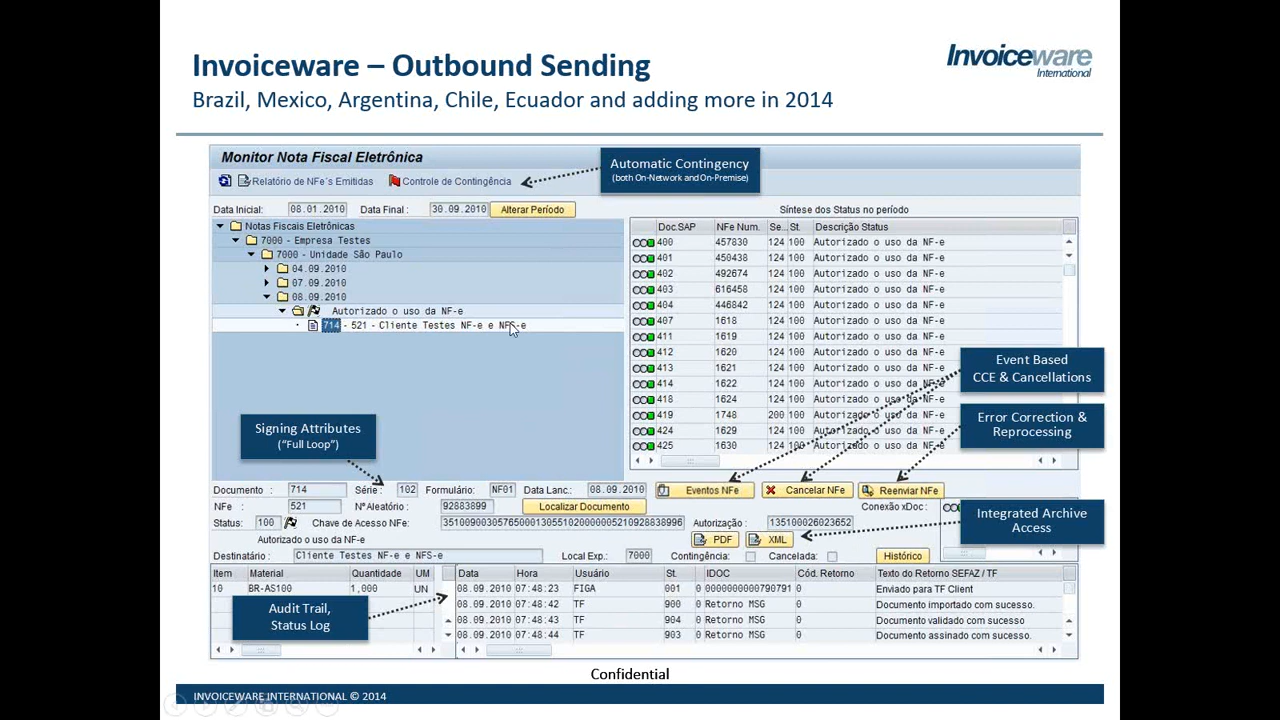 Invoiceware – Outbound Sending
Brazil, Mexico, Argentina, Chile, Ecuador and adding more in 2014
Invoiceware
International
Monitor Nota Fiscal Eletrônica
Relatório de NFe´s Emitidas Controle de Contingência
Automatic Contingency
(both On-Network and On-Premise)
Data Inicial: 08.01.2010 Data Final: 30.09.2010 Alterar Período
Síntese dos Status no período
Notas Fiscais Eletrônicas
7000 - Empresa Testes
7000 - Unidade São Paulo
04.09.2010
07.09.2010
08.09.2010
Autorizado o uso da NF-e
714 - 521 - Cliente Testes NF-e e NFS-e
Doc.SAP NFe Num. Se... St. Descrição Status
400 457830 124 100 Autorizado o uso da NF-e
401 450438 124 100 Autorizado o uso da NF-e
402 492674 124 100 Autorizado o uso da NF-e
403 616458 124 100 Autorizado o uso da NF-e
404 446842 124 100 Autorizado o uso da NF-e
407 1618 124 100 Autorizado o uso da NF-e
411 1619 124 100 Autorizado o uso da NF-e
412 1620 124 100 Autorizado o uso da NF-e
413 1621 124 100 Autorizado o uso da NF-e
414 1622 124 100 Autorizado o uso da NF-e
418 1624 124 100 Autorizado o uso da NF-e
419 1748 200 100 Autorizado o uso da NF-e
424 1629 124 100 Autorizado o uso da NF-e
425 1630 124 100 Autorizado o uso da NF-e
Event Based
CCE & Cancellations
Error Correction &
Reprocessing
Signing Attributes
("Full Loop")
Documento : 714 Série : 102 Formulário: NF01 Data Lanc.: 08.09.2010 Eventos NFe Cancelar NFe Reenviar NFe
NFe : 521 Nº Aleatório : 92883899 Localizar Documento Conexão xDoc:
Status: 100 Chave de Acesso NFe: 35100900305765000130551020000005210928838996 Autorização : 135100026023652
Autorizado o uso da NF-e PDF XML
Integrated Archive
Access
Destinatário: Cliente Testes NF-e e NFS-e Local Exp.: 7000 Contingência: Cancelada: Histórico
Item Material Quantidade UM
10 BR-AS100 1,000 UN
Audit Trail,
Status Log
Data Hora Usuário St. IDOC Cód. Retorno Texto do Retorno SEFAZ / TF
08.09.2010 07:48:23 FIGA 001 0 0000000000790791 0 Enviado para TF Client
08.09.2010 07:48:42 TF 900 0 Retorno MSG 0 Documento importado com sucesso.
08.09.2010 07:48:43 TF 904 0 Retorno MSG 0 Documento validado com sucesso
08.09.2010 07:48:44 TF 903 0 Retorno MSG 0 Documento assinado com sucesso.
Confidential
INVOICEWARE INTERNATIONAL © 2014